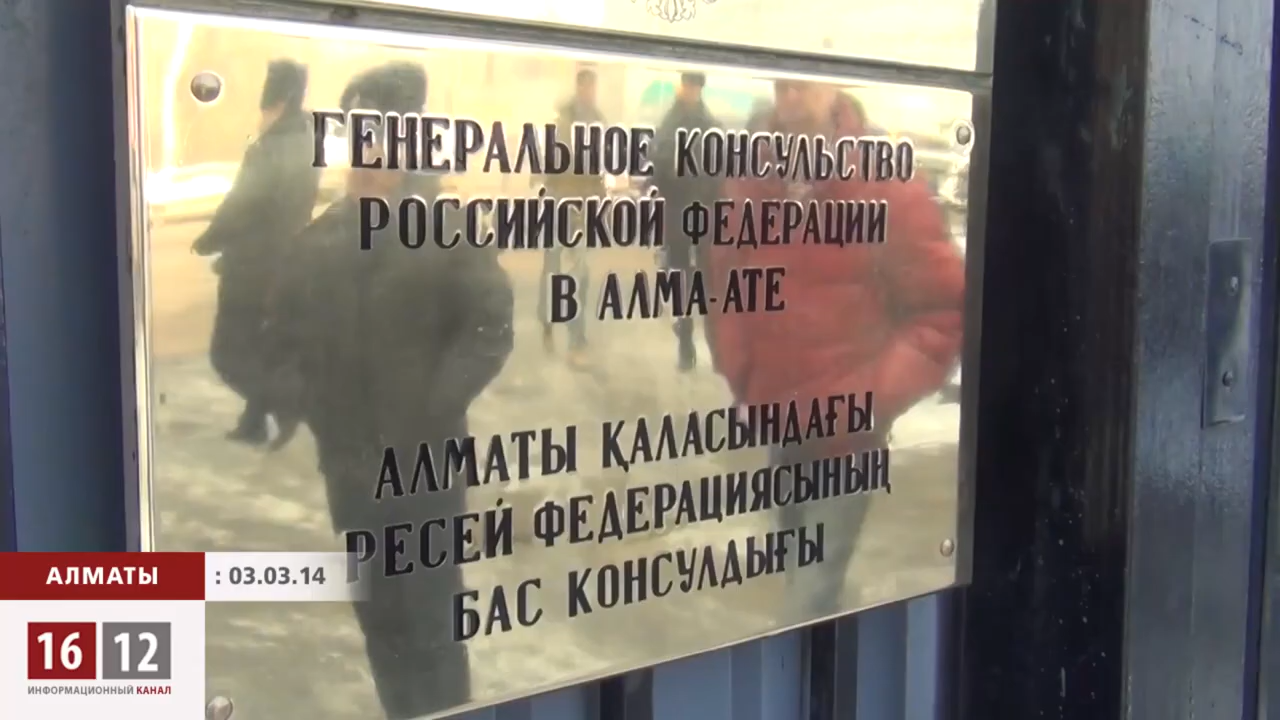 ГЕНЕРАЛЬНОЕ КОНСУЛЬСТВО
РОССИЙСКОЙ ФЕДЕРАЦИИ
В АЛМА-АТЕ
АЛМАТЫ ҚАЛАСЫНДАҒЫ
РЕСЕЙ ФЕДЕРАЦИЯСЫНЫҢ
БАС КОНСУЛДЫҒЫ
АЛМАТЫ : 03.03.14
16 12
ИНФОРМАЦИОННЫЙ КАНАЛ